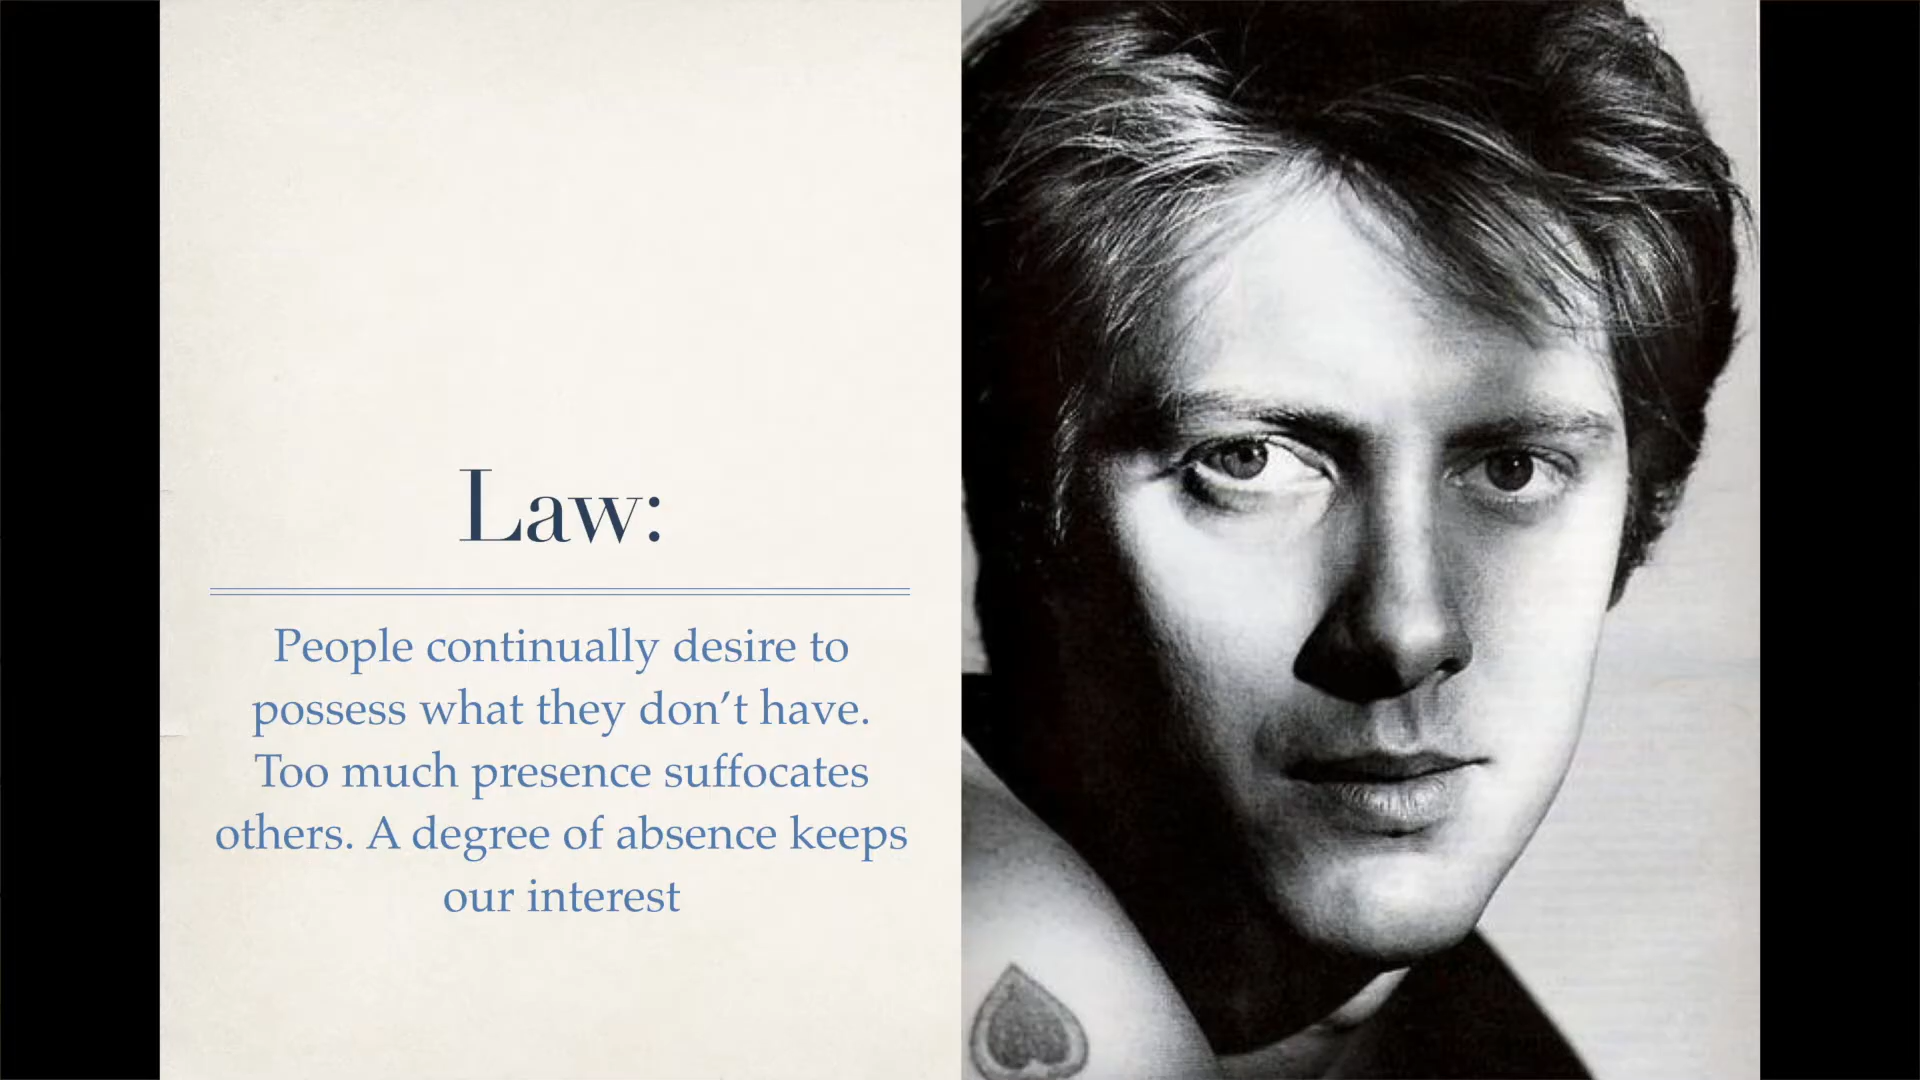 Law:
People continually desire to
possess what they don’t have.
Too much presence suffocates
others. A degree of absence keeps
our interest